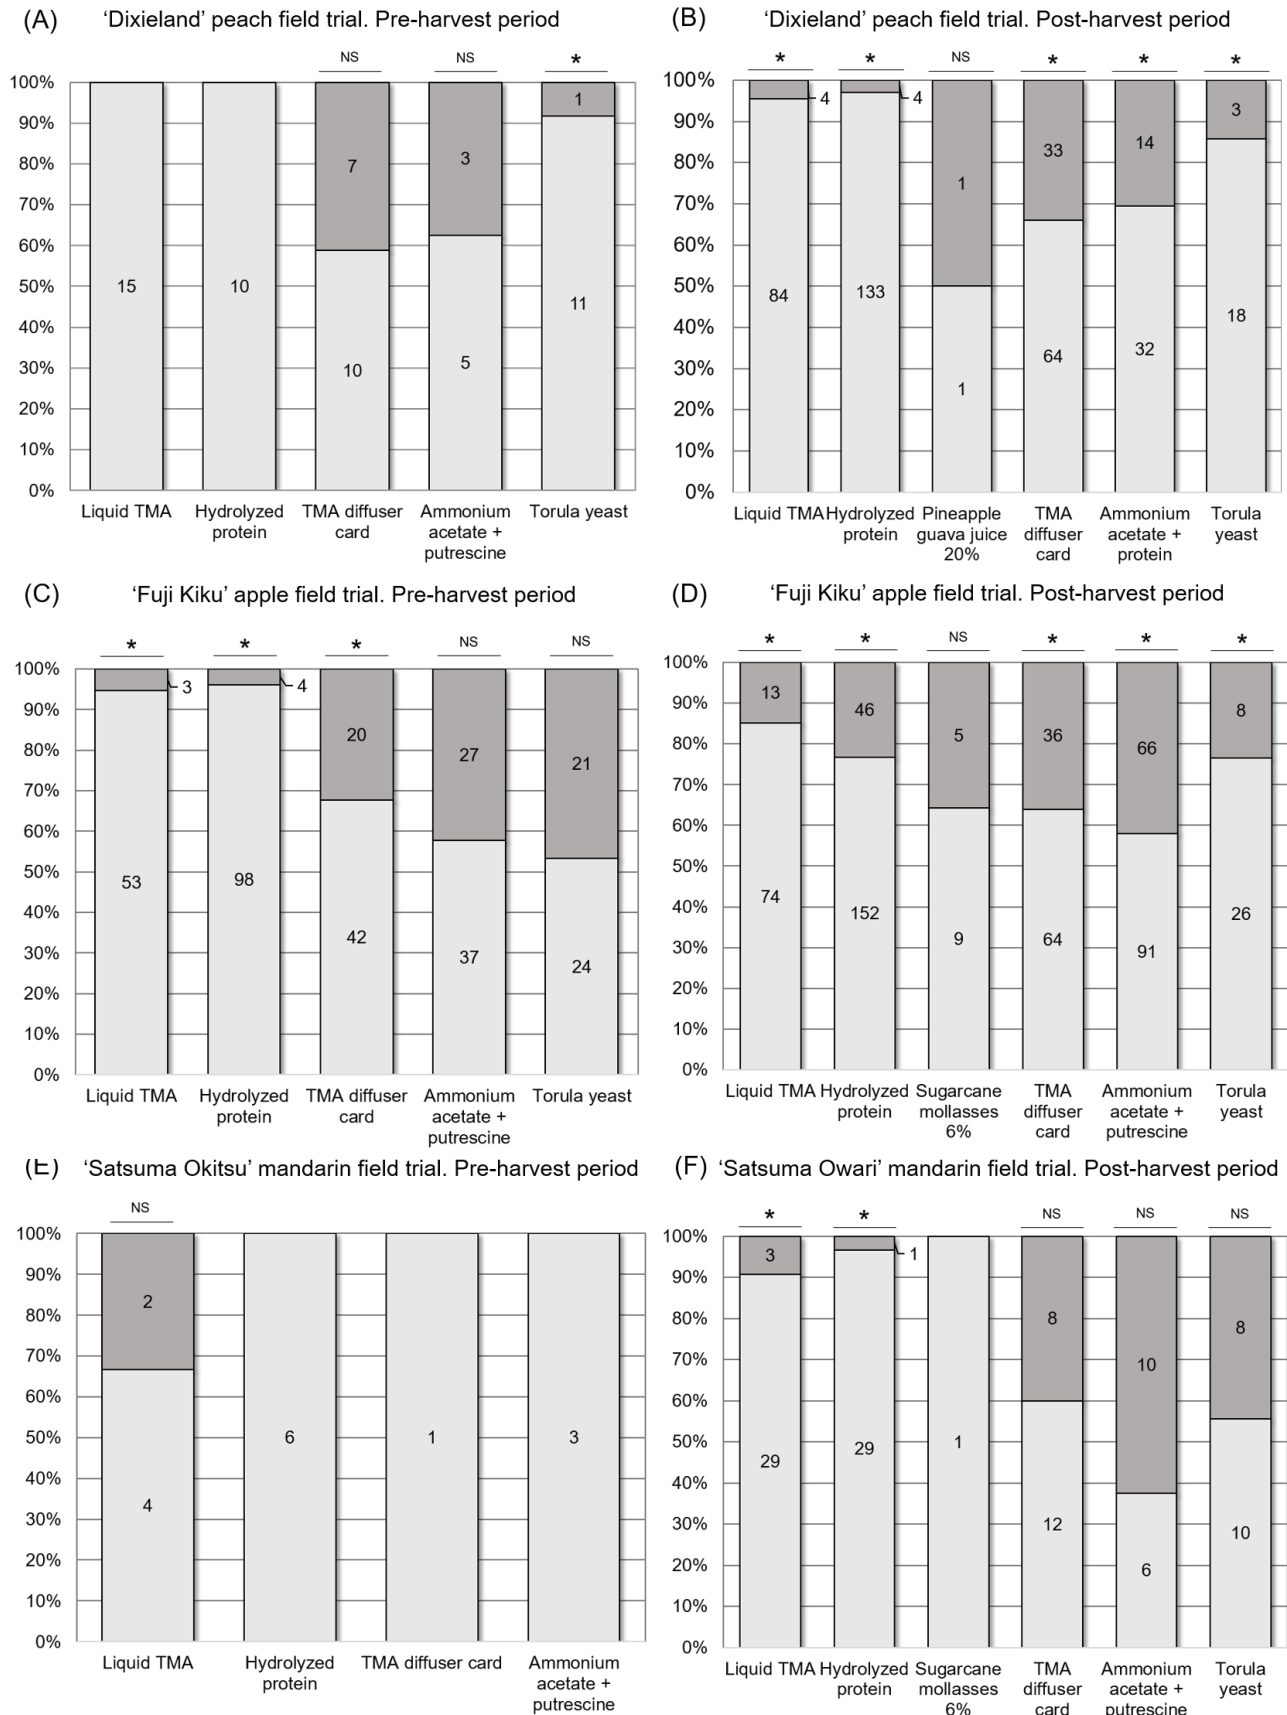 (A) ‘Dixieland’ peach field trial. Pre-harvest period
NS NS *
100%
90%
80%
70%
60%
50%
40%
30%
20%
10%
0%
15
10
7
10
3
5
1
11
Liquid TMA
Hydrolyzed
protein
TMA diffuser
card
Ammonium
acetate +
putrescine
Torula yeast
(B) ‘Dixieland’ peach field trial. Post-harvest period
* * NS * * *
100%
90%
80%
70%
60%
50%
40%
30%
20%
10%
0%
4
84
4
133
1
1
33
64
14
32
3
18
Liquid TMA
Hydrolyzed
protein
Pineapple
guava juice
20%
TMA
diffuser
card
Ammonium
acetate +
protein
Torula
yeast
(C) ‘Fuji Kiku’ apple field trial. Pre-harvest period
* * * NS NS
100%
90%
80%
70%
60%
50%
40%
30%
20%
10%
0%
3
53
4
98
20
42
27
37
21
24
Liquid TMA
Hydrolyzed
protein
TMA diffuser
card
Ammonium
acetate +
putrescine
Torula yeast
(D) ‘Fuji Kiku’ apple field trial. Post-harvest period
* * NS * * *
100%
90%
80%
70%
60%
50%
40%
30%
20%
10%
0%
13
74
46
152
5
9
36
64
66
91
8
26
Liquid TMA
Hydrolyzed
protein
Sugarcane
mollasses
6%
TMA
diffuser
card
Ammonium
acetate +
putrescine
Torula
yeast
(E) ‘Satsuma Okitsu’ mandarin field trial. Pre-harvest period
NS
100%
90%
80%
70%
60%
50%
40%
30%
20%
10%
0%
2
4
6
1
3
Liquid TMA
Hydrolyzed
protein
TMA diffuser card
Ammonium
acetate +
putrescine
(F) ‘Satsuma Owari’ mandarin field trial. Post-harvest period
* * NS NS NS
100%
90%
80%
70%
60%
50%
40%
30%
20%
10%
0%
3
29
1
29
1
8
12
10
6
8
10
Liquid TMA
Hydrolyzed
protein
Sugarcane
mollasses
6%
TMA
diffuser
card
Ammonium
acetate +
putrescine
Torula
yeast